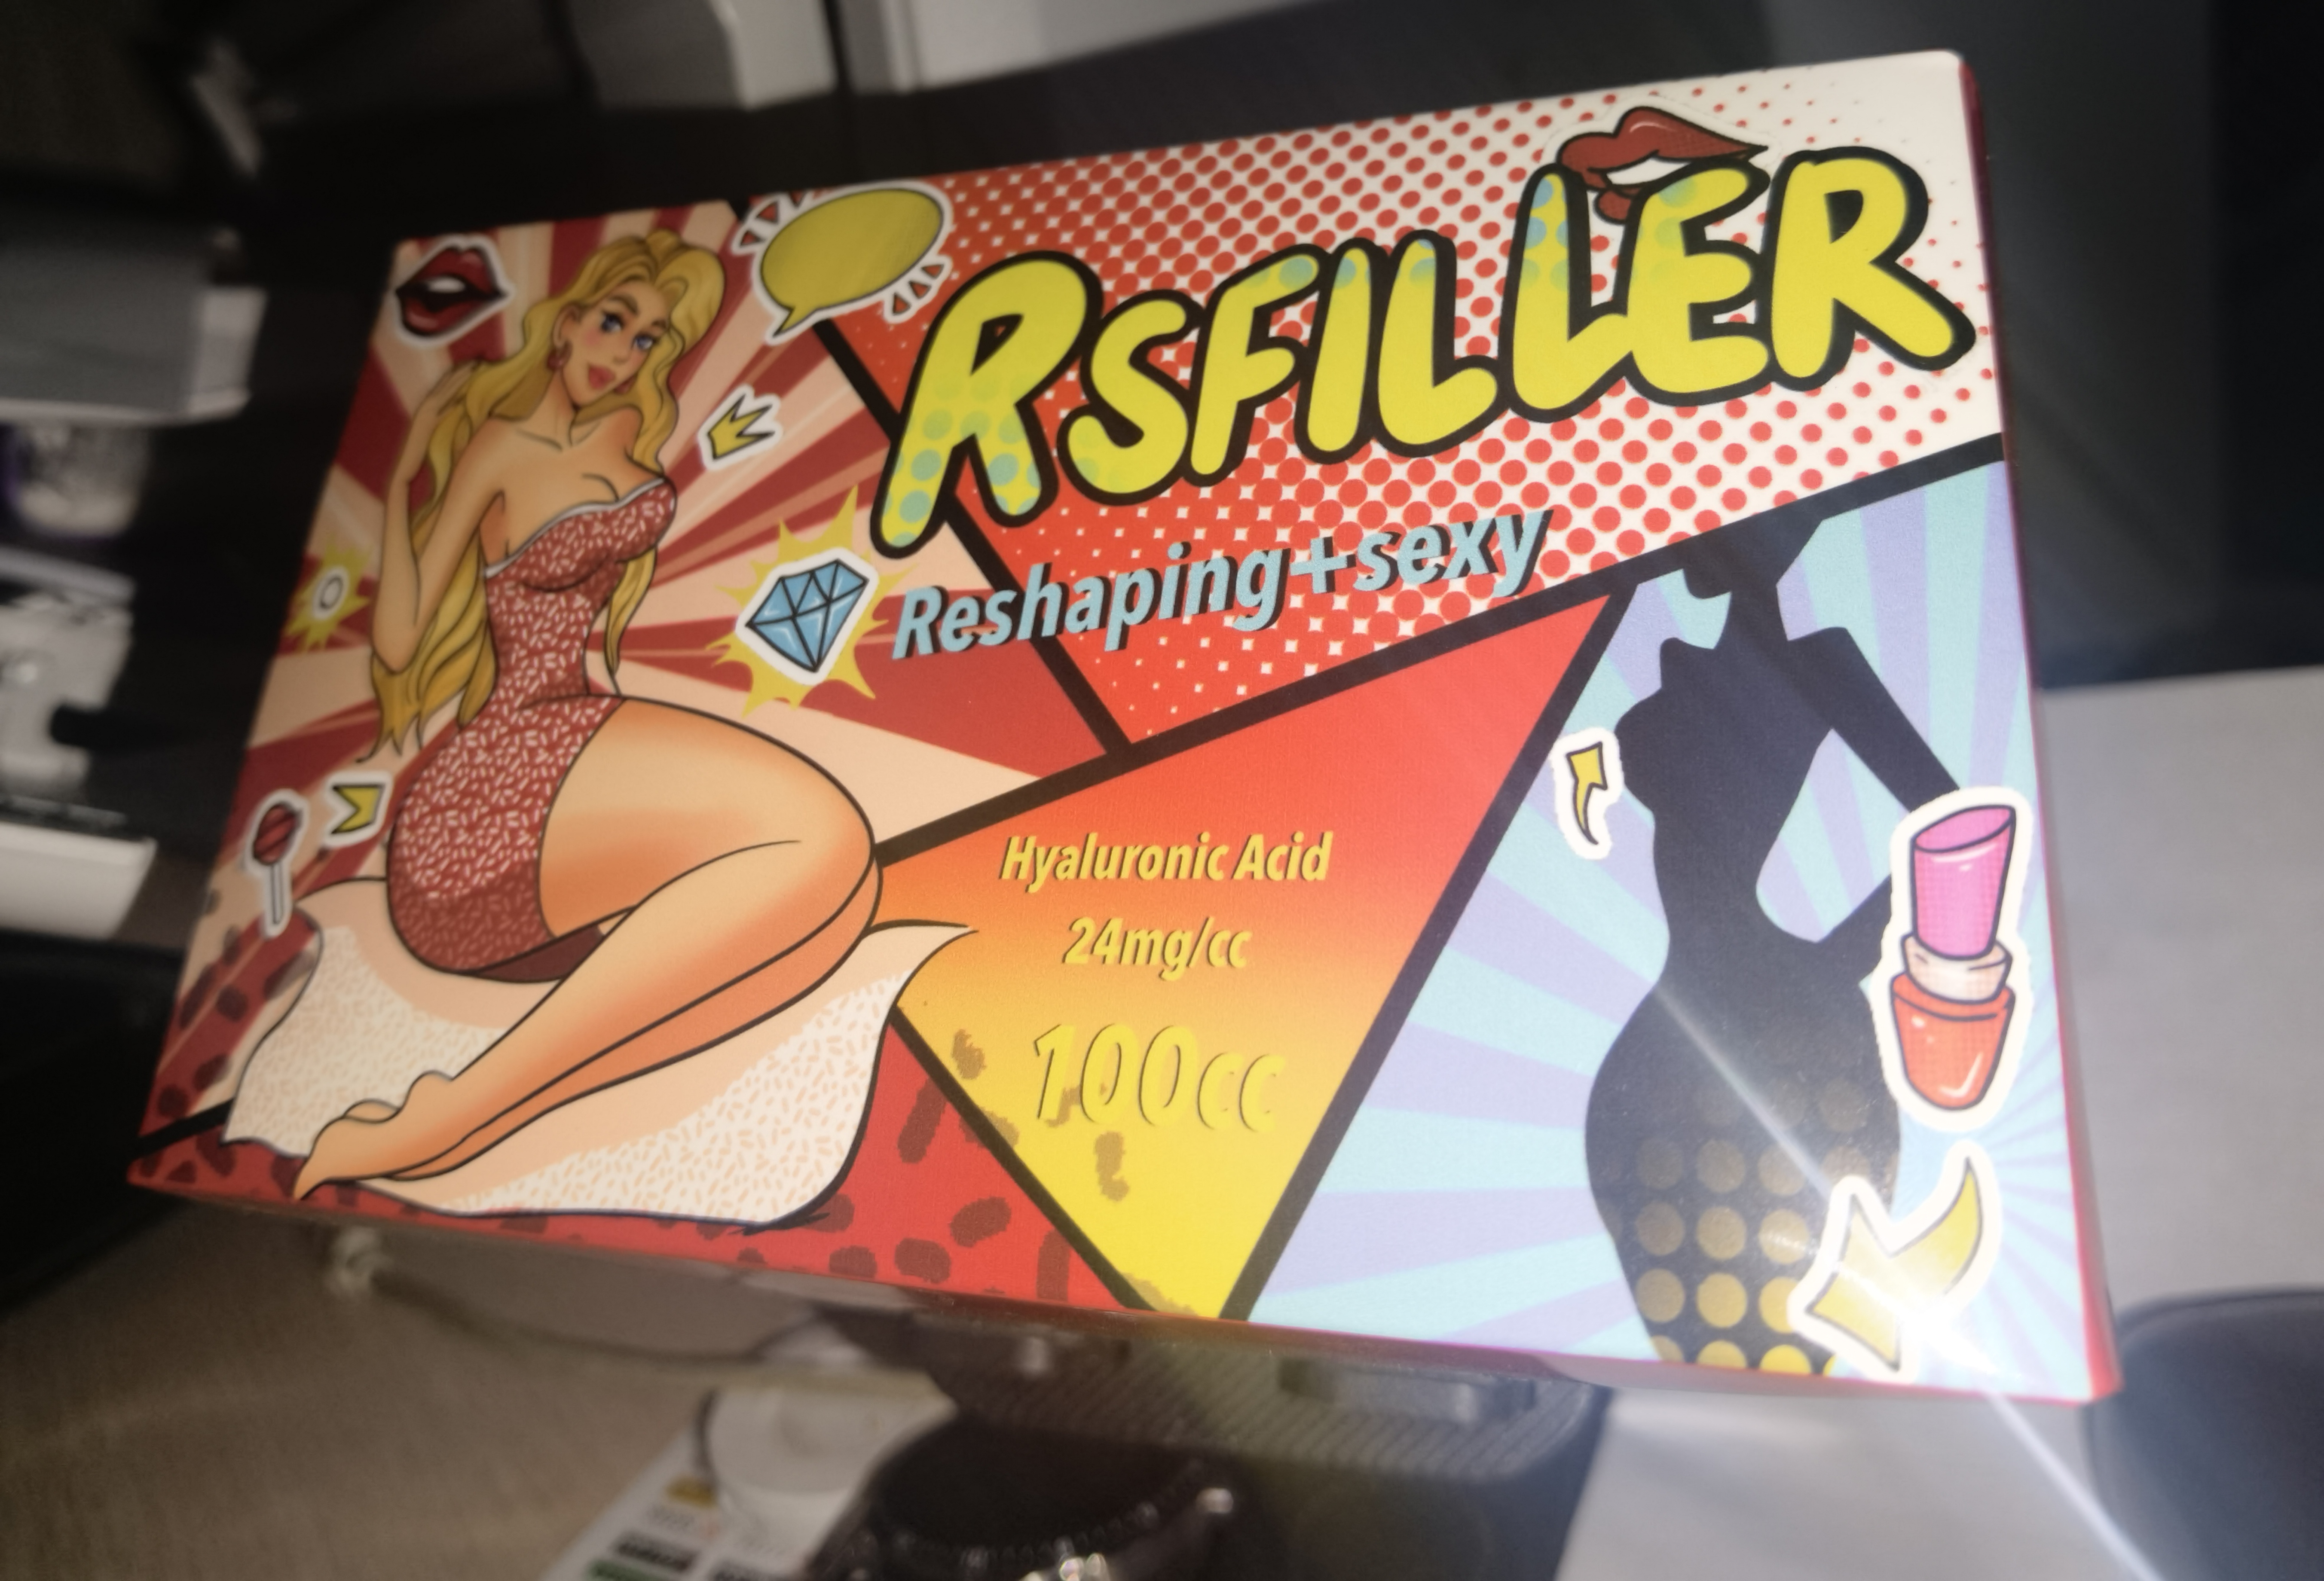 RSFILLER
Reshaping+sexy
Hyaluronic Acid
24mg/cc
100cc